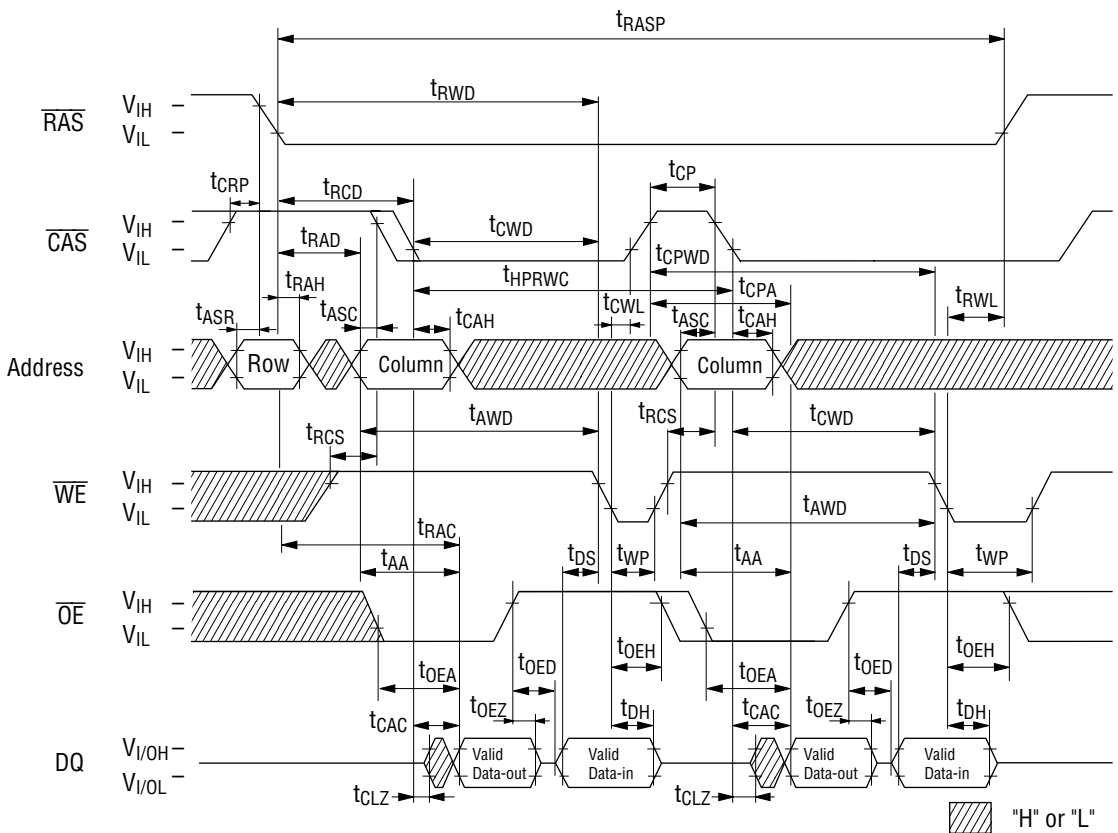 tRASP
RAS VIH
VIL
tRWD
tCRP tRCD tCP
CAS VIH
VIL
tRAD tCWD tCPWD
tRAH tHPRWC tCPA
tASR tASC tCAH tCWL tASC tCAH tRWL
Address VIH
VIL
Row Column Column
tRCS tAWD tRCS tCWD
WE VIH
VIL
tRAC tAWD
tAA tDS tWP tAA tDS tWP
OE VIH
VIL
tOEA tOED tOEH tOEA tOED tOEH
tCAC tOEZ tDH tCAC tOEZ tDH
DQ VI/OH
VI/OL
Valid Data-out
Valid Data-in
Valid Data-out
Valid Data-in
tCLZ tCLZ
"H" or "L"